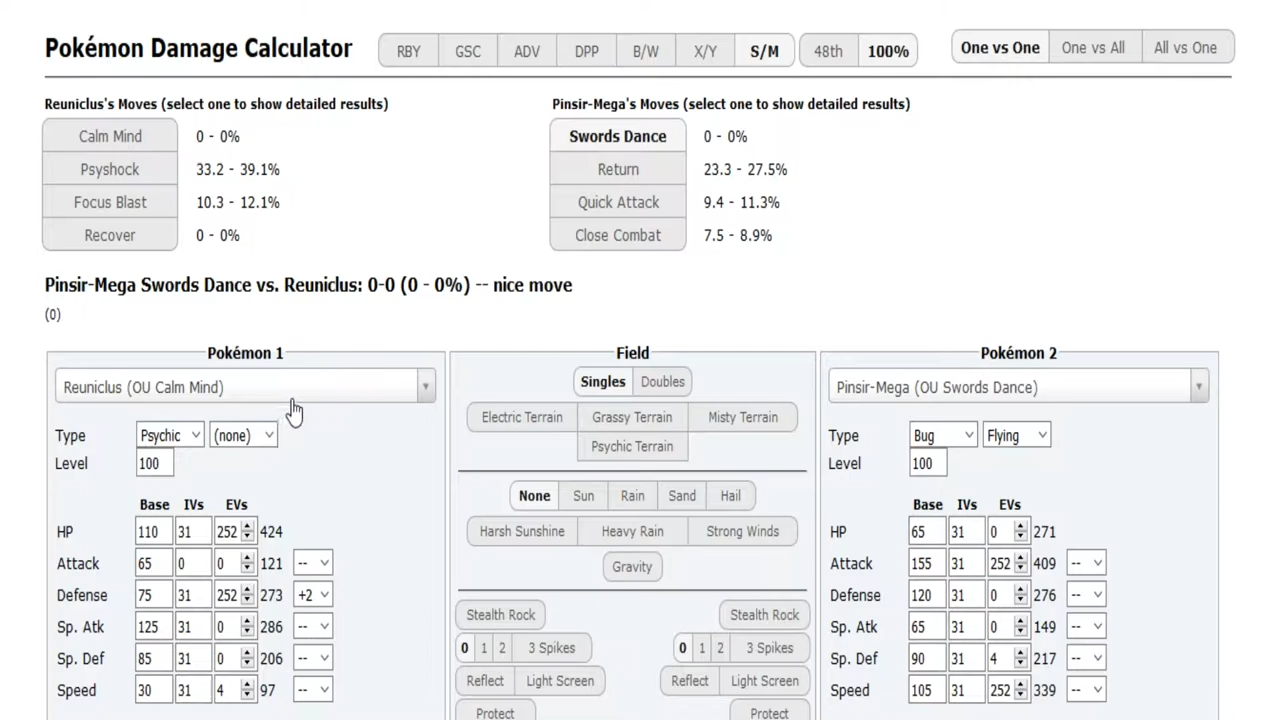 Pokémon Damage Calculator RBY GSC ADV DPP B/W X/Y S/M 48th 100% One vs One One vs All All vs One
Reuniclus's Moves (select one to show detailed results) Pinsir-Mega's Moves (select one to show detailed results)
Calm Mind 0 - 0% Swords Dance 0 - 0%
Psyshock 33.2 - 39.1% Return 23.3 - 27.5%
Focus Blast 10.3 - 12.1% Quick Attack 9.4 - 11.3%
Recover 0 - 0% Close Combat 7.5 - 8.9%
Pinsir-Mega Swords Dance vs. Reuniclus: 0-0 (0 - 0%) -- nice move
(0)
Pokémon 1 Field Pokémon 2
Reuniclus (OU Calm Mind) Singles Doubles Pinsir-Mega (OU Swords Dance)
Electric Terrain Grassy Terrain Misty Terrain
Type Psychic (none) Psychic Terrain Type Bug Flying
Level 100 Level 100
None Sun Rain Sand Hail
Base IVs EVs Base IVs EVs
HP 110 31 252 424 Harsh Sunshine Heavy Rain Strong Winds HP 65 31 0 271
Attack 65 0 0 121 -- Gravity Attack 155 31 252 409 --
Defense 75 31 252 273 +2 Defense 120 31 0 276 --
Stealth Rock Stealth Rock
Sp. Atk 125 31 0 286 -- Sp. Atk 65 31 0 149 --
0 1 2 3 Spikes 0 1 2 3 Spikes
Sp. Def 85 31 0 206 -- Sp. Def 90 31 4 217 --
Reflect Light Screen Reflect Light Screen
Speed 30 31 4 97 -- Speed 105 31 252 339 --
Protect Protect